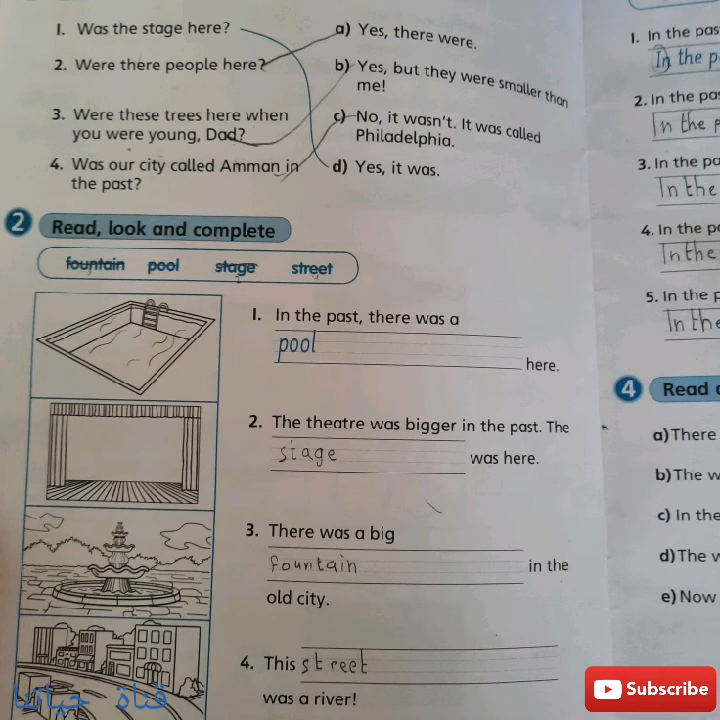 1. Was the stage here?
a) Yes, there were.
2. Were there people here?
b) Yes, but they were smaller than
me!
3. Were these trees here when
you were young, Dad?
c) No, it wasn't. It was called
Philadelphia.
4. Was our city called Amman in
the past?
d) Yes, it was.
2 Read, look and complete
fountain pool stage street
1. In the past, there was a
pool
here.
2. The theatre was bigger in the past. The
stage
was here.
3. There was a big
fountain
in the
old city.
4. This street
was a river!
قناة حياتنا
1. In the pas
In the p
2. In the pas
In the p
3. In the pa
In the
4. In the po
In the
5. In the p
In the
4 Read
a) There
b) The w
c) In the
d) The w
e) Now
Subscribe